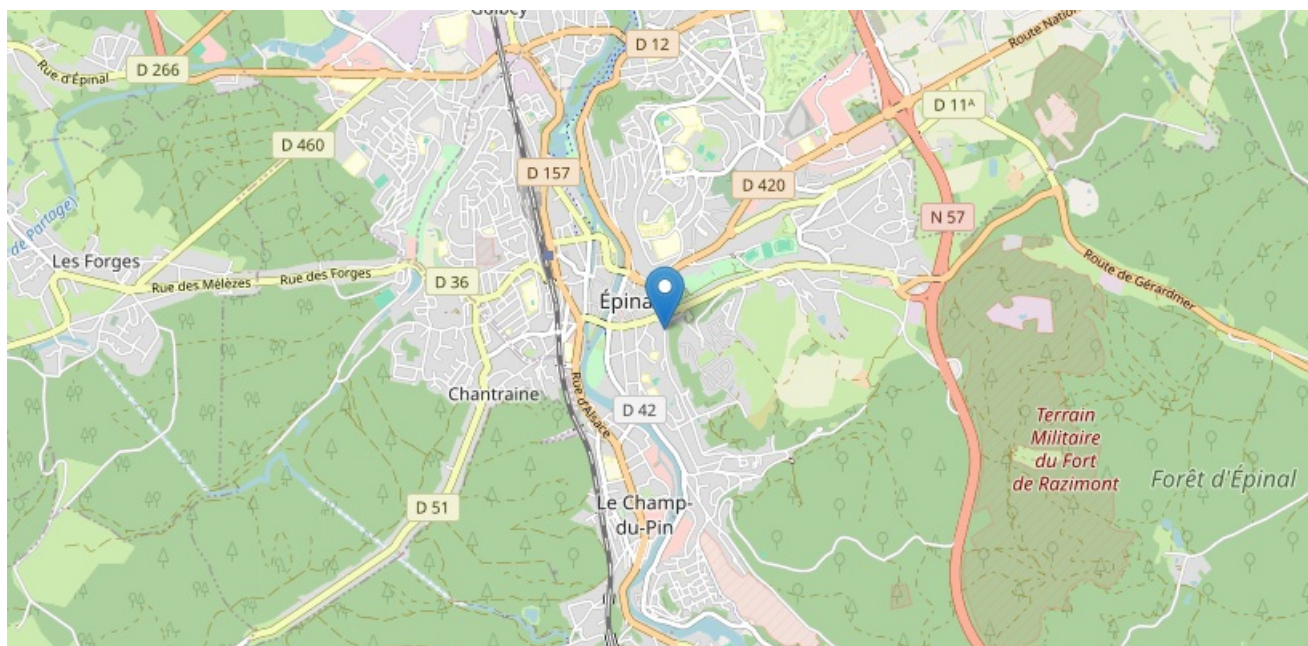 Golbey
D 12
Route Nation
Rue d'Épinal
D 266
D 11ᴬ
D 460
D 157
D 420
de Partage)
N 57
Les Forges
Rue des Mélèzes
Rue des Forges
D 36
Route de Gérardmer
Épina
Chantraine
Rue d'Alsace
D 42
Terrain
Militaire
du Fort
de Razimont
Forêt d'Épinal
D 51
Le Champ-
du-Pin